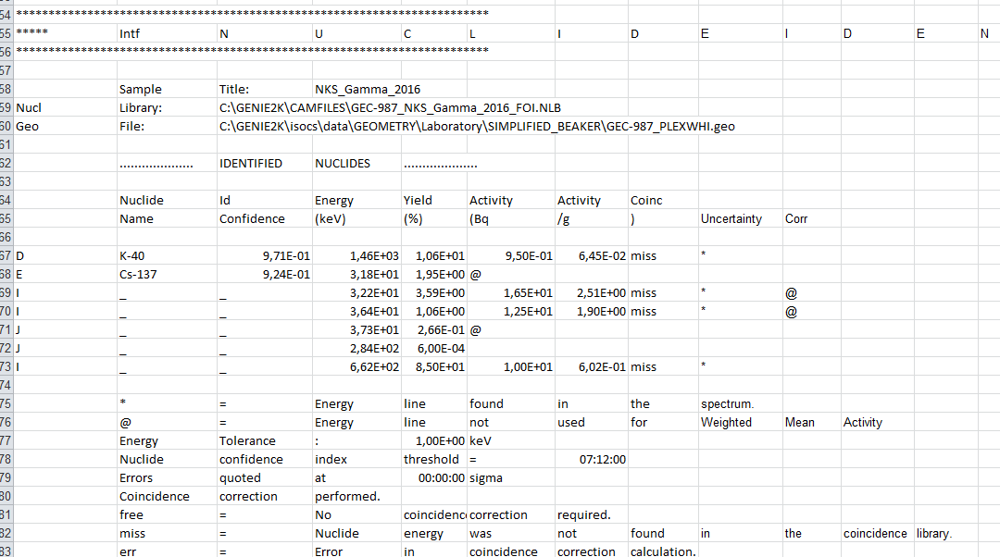 54 ****************************************************************
55 ***** Intf N U C L I D E I D E N
56 ****************************************************************
57
58 Sample Title: NKS_Gamma_2016
59 Nucl Library: C:\GENIE2K\CAMFILES\GEC-987_NKS_Gamma_2016_FOI.NLB
60 Geo File: C:\GENIE2K\isocs\data\GEOMETRY\Laboratory\SIMPLIFIED_BEAKER\GEC-987_PLEXWHI.geo
61
62 .................... IDENTIFIED NUCLIDES ....................
63
64 Nuclide Id Energy Yield Activity Activity Coinc
65 Name Confidence (keV) (%) (Bq /g ) Uncertainty Corr
66
67 D K-40 9,71E-01 1,46E+03 1,06E+01 9,50E-01 6,45E-02 miss *
68 E Cs-137 9,24E-01 3,18E+01 1,95E+00 @
69 I _ _ 3,22E+01 3,59E+00 1,65E+01 2,51E+00 miss * @
70 I _ _ 3,64E+01 1,06E+00 1,25E+01 1,90E+00 miss * @
71 J _ _ 3,73E+01 2,66E-01 @
72 J _ _ 2,84E+02 6,00E-04
73 I _ _ 6,62E+02 8,50E+01 1,00E+01 6,02E-01 miss *
74
75 * = Energy line found in the spectrum.
76 @ = Energy line not used for Weighted Mean Activity
77 Energy Tolerance : 1,00E+00 keV
78 Nuclide confidence index threshold = 07:12:00
79 Errors quoted at 00:00:00 sigma
80 Coincidence correction performed.
81 free = No coincidenc correction required.
82 miss = Nuclide energy was not found in the coincidence library.
83 err = Error in coincidence correction calculation.